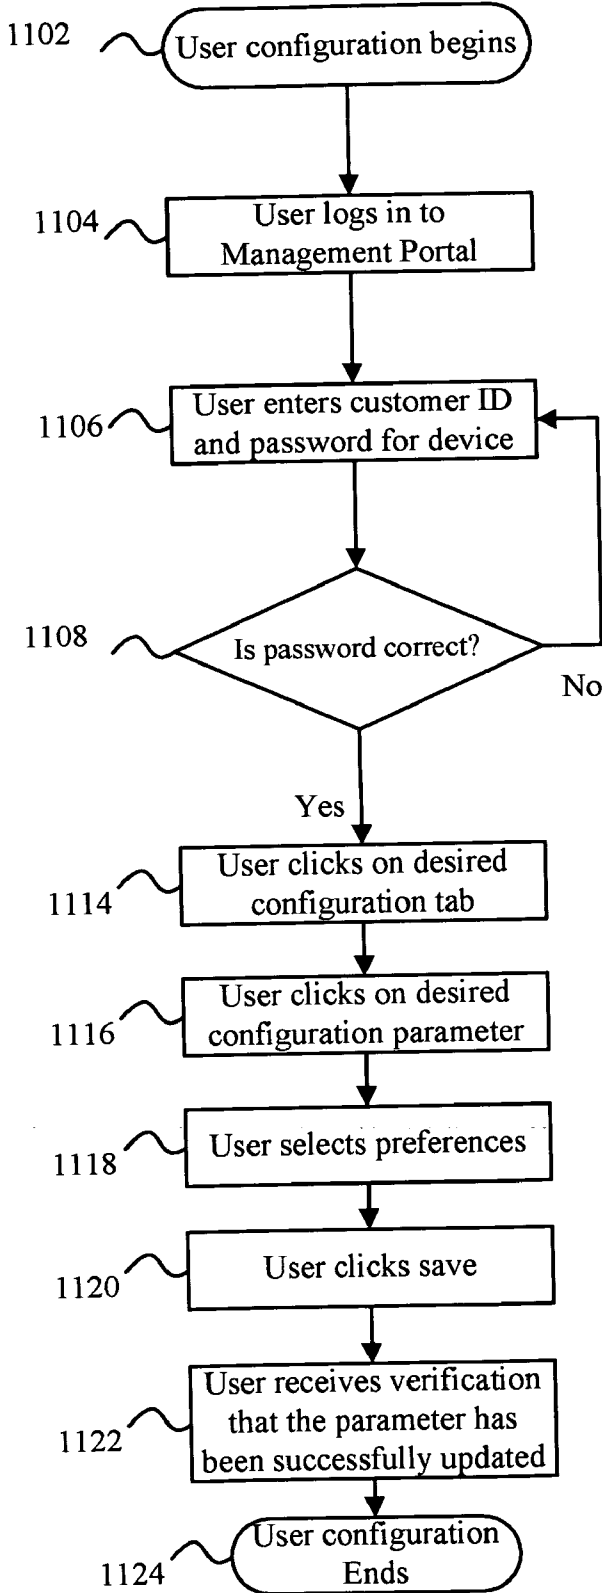 1102
User configuration begins
1104
User logs in to
Management Portal
1106
User enters customer ID
and password for device
1108
Is password correct?
No
Yes
1114
User clicks on desired
configuration tab
1116
User clicks on desired
configuration parameter
1118
User selects preferences
1120
User clicks save
1122
User receives verification
that the parameter has
been successfully updated
1124
User configuration
Ends